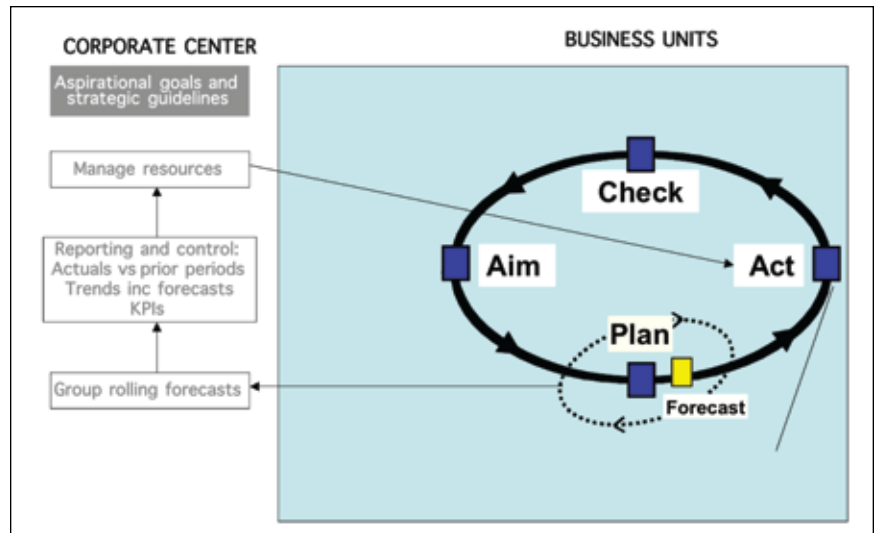 CORPORATE CENTER
BUSINESS UNITS
Aspirational goals and
strategic guidelines
Manage resources
Reporting and control:
Actuals vs prior periods
Trends inc forecasts
KPIs
Group rolling forecasts
Check
Aim
Act
Plan
Forecast